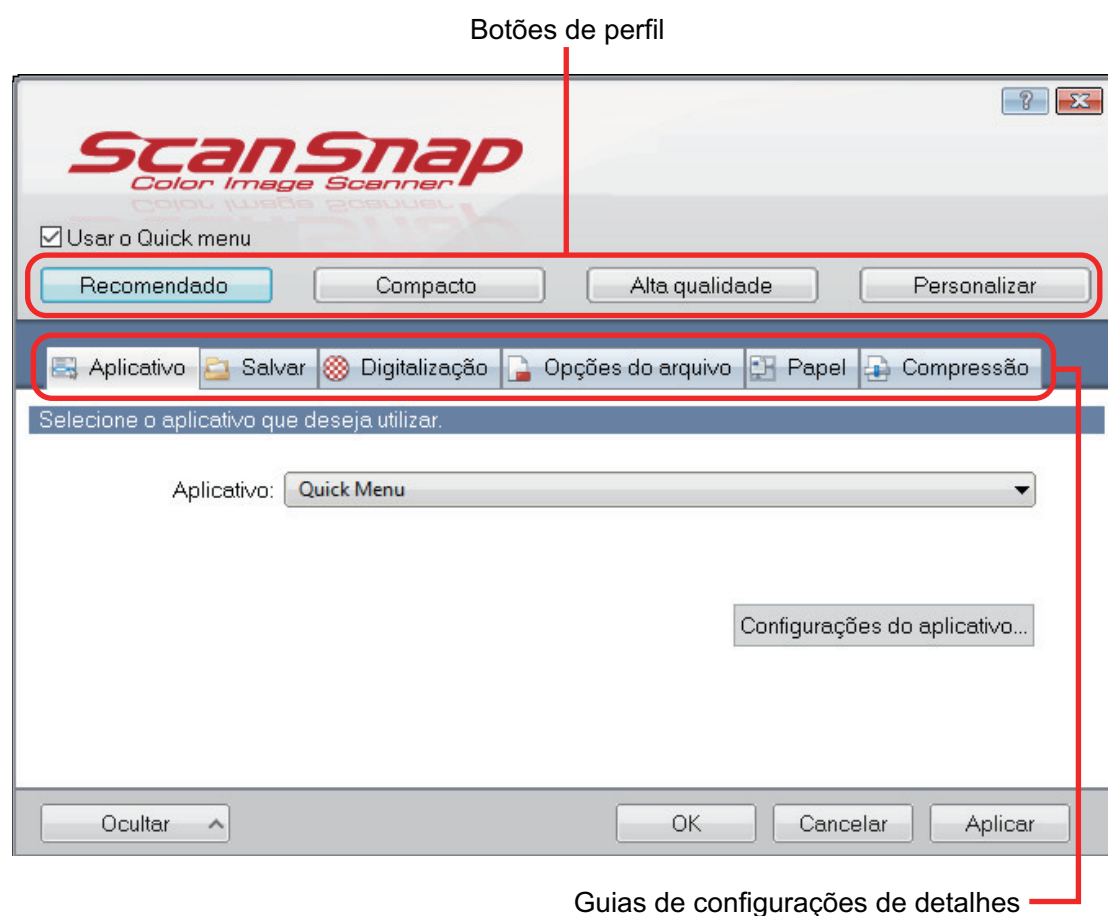 Botões de perfil
?
ScanSnap
Color Image Scanner
Usar o Quick menu
Recomendado Compacto Alta qualidade Personalizar
Aplicativo Salvar Digitalização Opções do arquivo Papel Compressão
Selecione o aplicativo que deseja utilizar.
Aplicativo: Quick Menu
Configurações do aplicativo...
Ocultar OK Cancelar Aplicar
Guias de configurações de detalhes